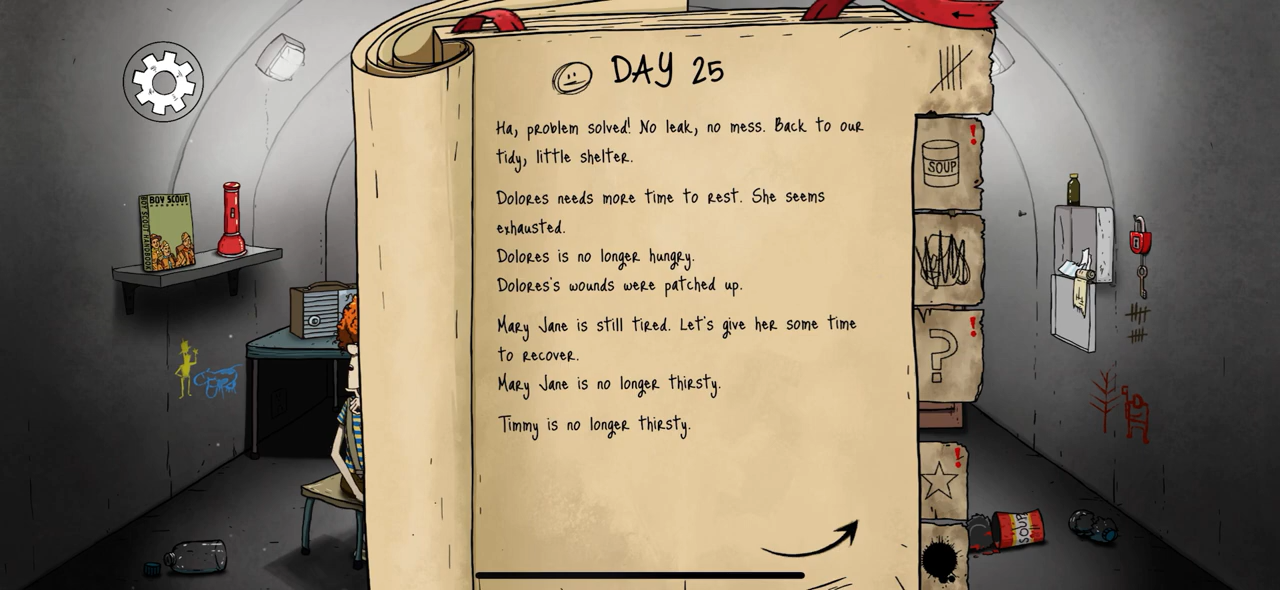 DAY 25
Ha, problem solved! No leak, no mess. Back to our
tidy, little shelter.
Dolores needs more time to rest. She seems
exhausted.
Dolores is no longer hungry.
Dolores's wounds were patched up.
Mary Jane is still tired. Let's give her some time
to recover.
Mary Jane is no longer thirsty.
Timmy is no longer thirsty.
BOY SCOUT
BOY SCOUT HANDBOOK
SOUP
!
?
!
!
SOUP